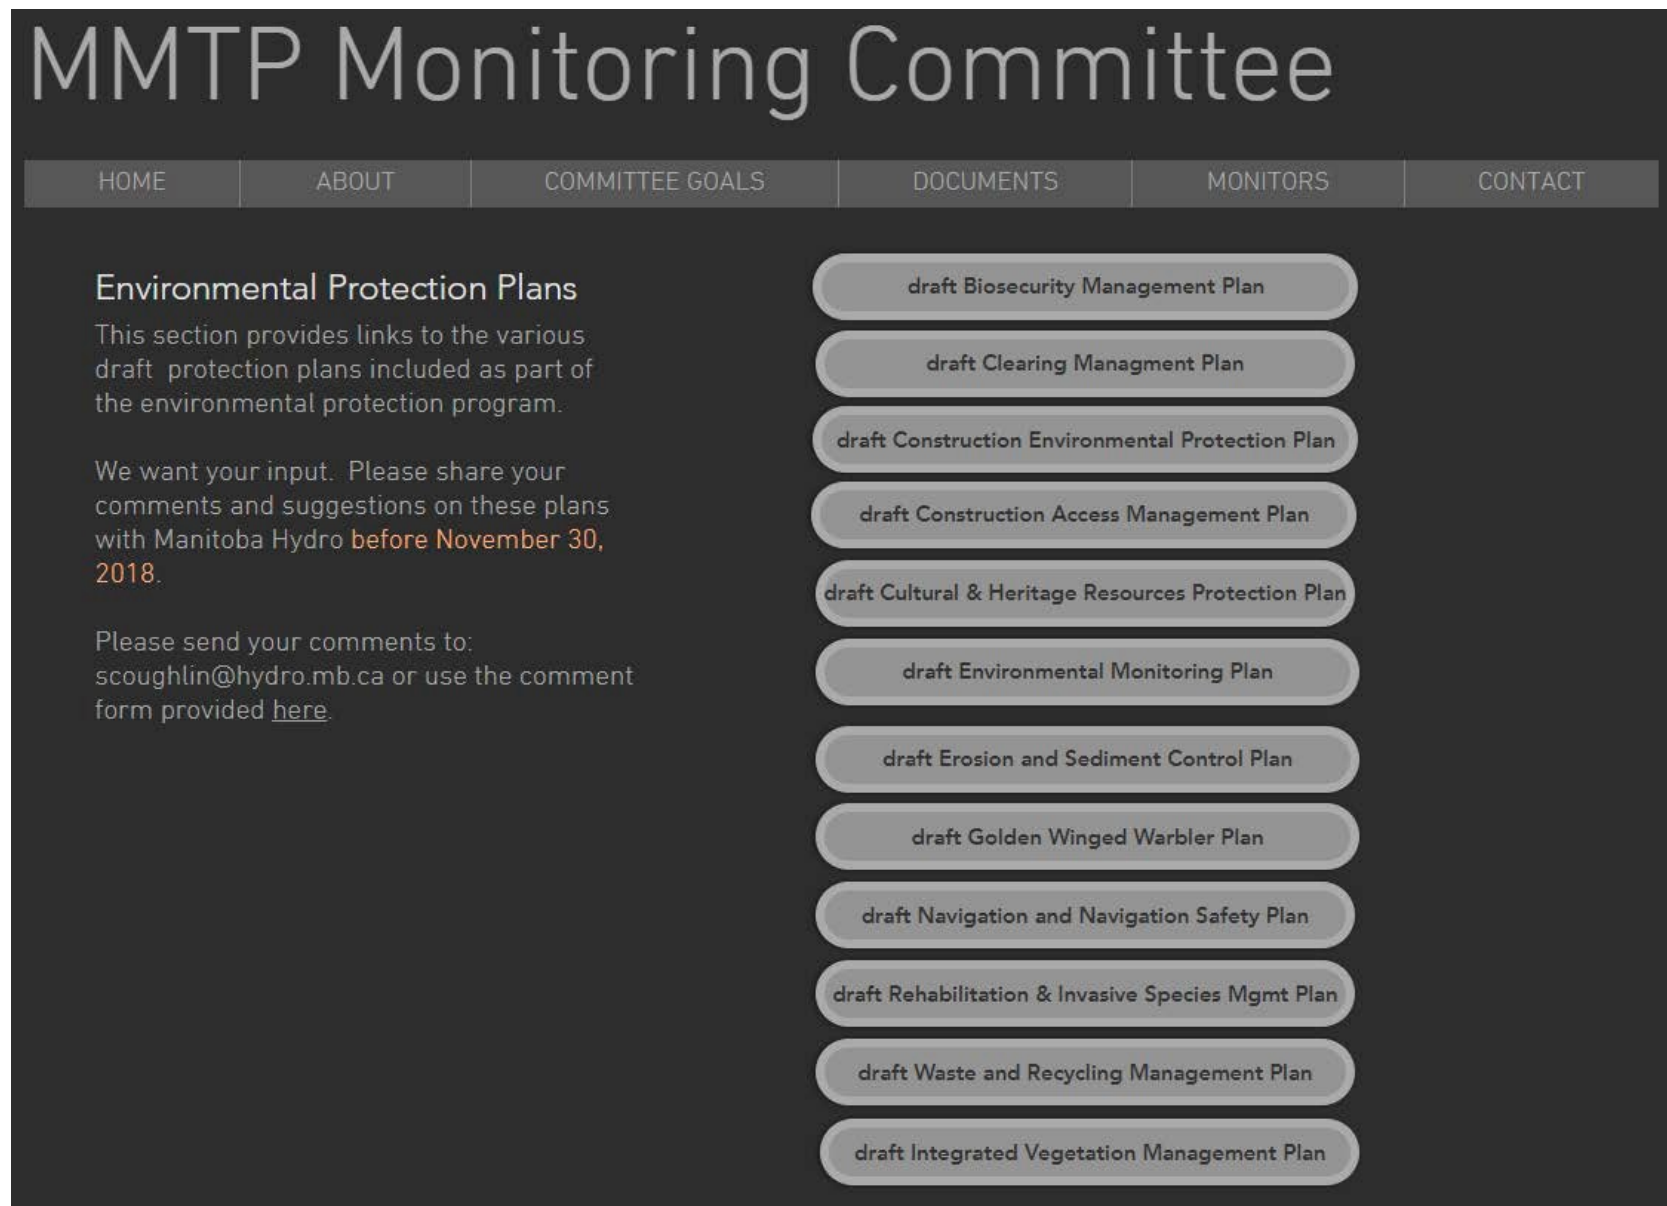 MMTP Monitoring Committee
HOME ABOUT COMMITTEE GOALS DOCUMENTS MONITORS CONTACT
Environmental Protection Plans
This section provides links to the various
draft protection plans included as part of
the environmental protection program.
We want your input. Please share your
comments and suggestions on these plans
with Manitoba Hydro before November 30,
2018.
Please send your comments to:
scoughlin@hydro.mb.ca or use the comment
form provided here.
draft Biosecurity Management Plan
draft Clearing Managment Plan
draft Construction Environmental Protection Plan
draft Construction Access Management Plan
draft Cultural & Heritage Resources Protection Plan
draft Environmental Monitoring Plan
draft Erosion and Sediment Control Plan
draft Golden Winged Warbler Plan
draft Navigation and Navigation Safety Plan
draft Rehabilitation & Invasive Species Mgmt Plan
draft Waste and Recycling Management Plan
draft Integrated Vegetation Management Plan